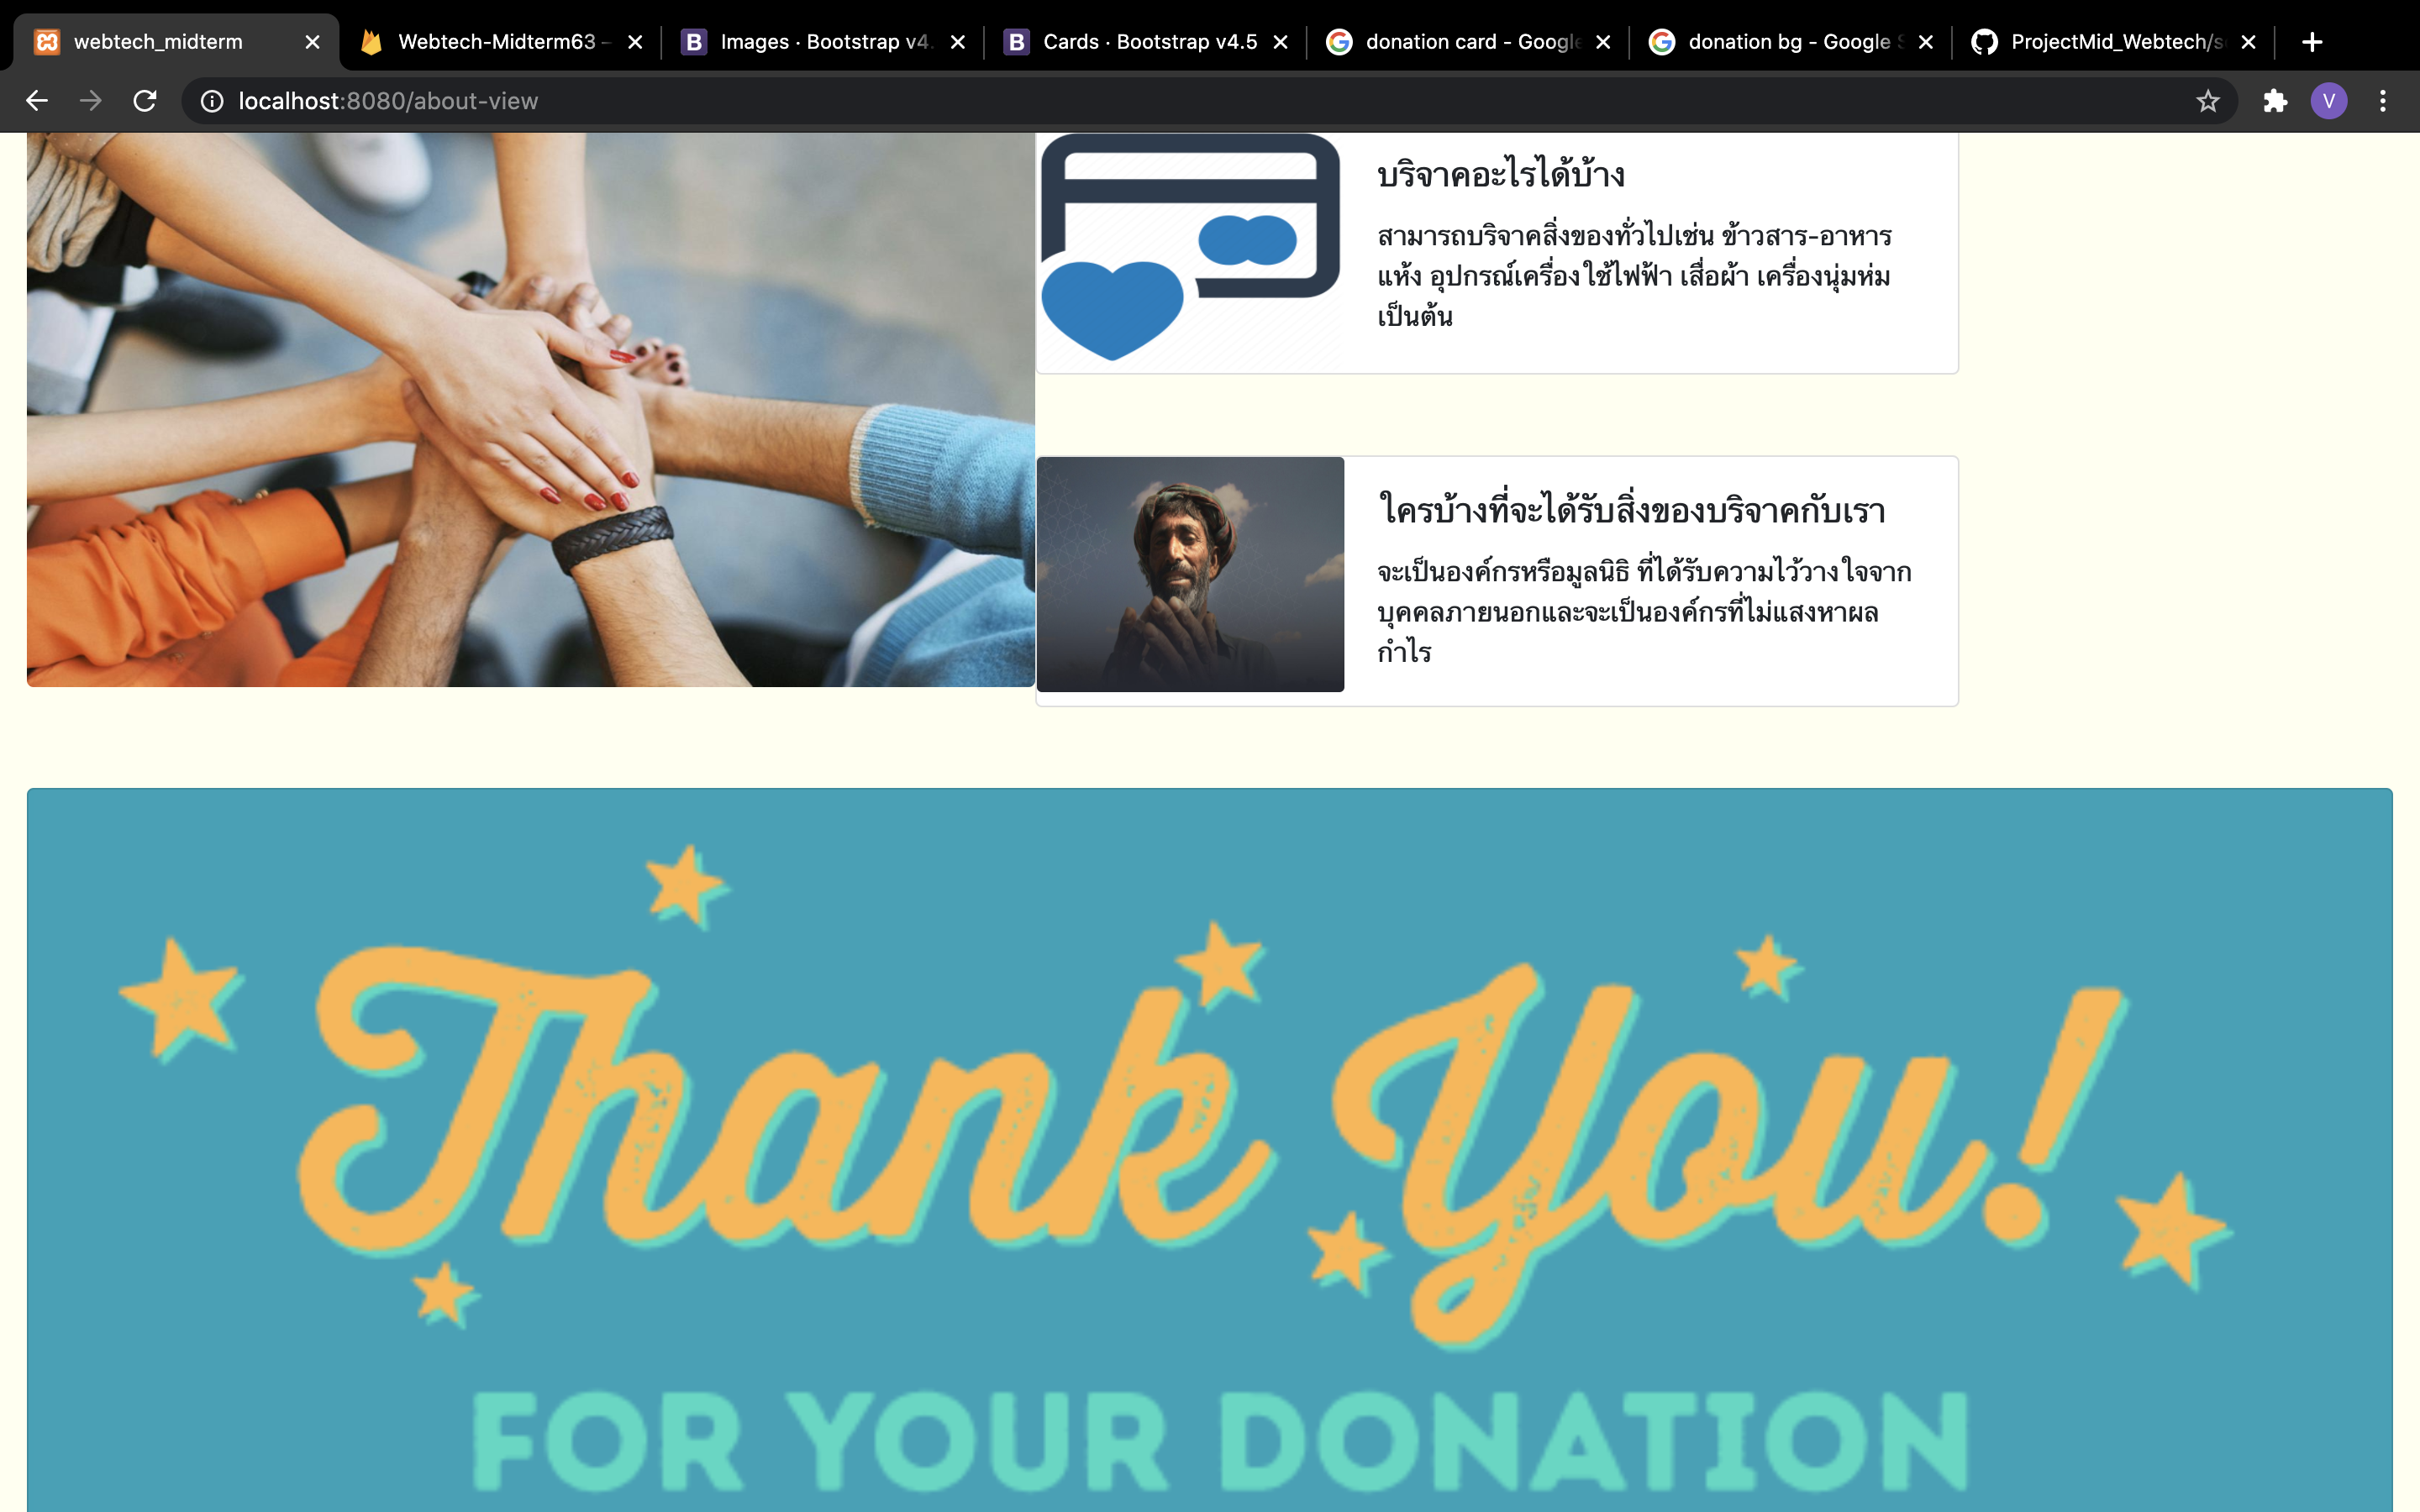 webtech_midterm
Webtech-Midterm63 –
Images · Bootstrap v4.
Cards · Bootstrap v4.5
donation card - Google
donation bg - Google S
ProjectMid_Webtech/s
localhost:8080/about-view
V
บริจาคอะไรได้บ้าง
สามารถบริจาคสิ่งของทั่วไปเช่น ข้าวสาร-อาหาร
แห้ง อุปกรณ์เครื่องใช้ไฟฟ้า เสื่อผ้า เครื่องนุ่มห่ม
เป็นต้น
ใครบ้างที่จะได้รับสิ่งของบริจาคกับเรา
จะเป็นองค์กรหรือมูลนิธิ ที่ได้รับความไว้วางใจจาก
บุคคลภายนอกและจะเป็นองค์กรที่ไม่แสงหาผล
กำไร
Thank You!
FOR YOUR DONATION